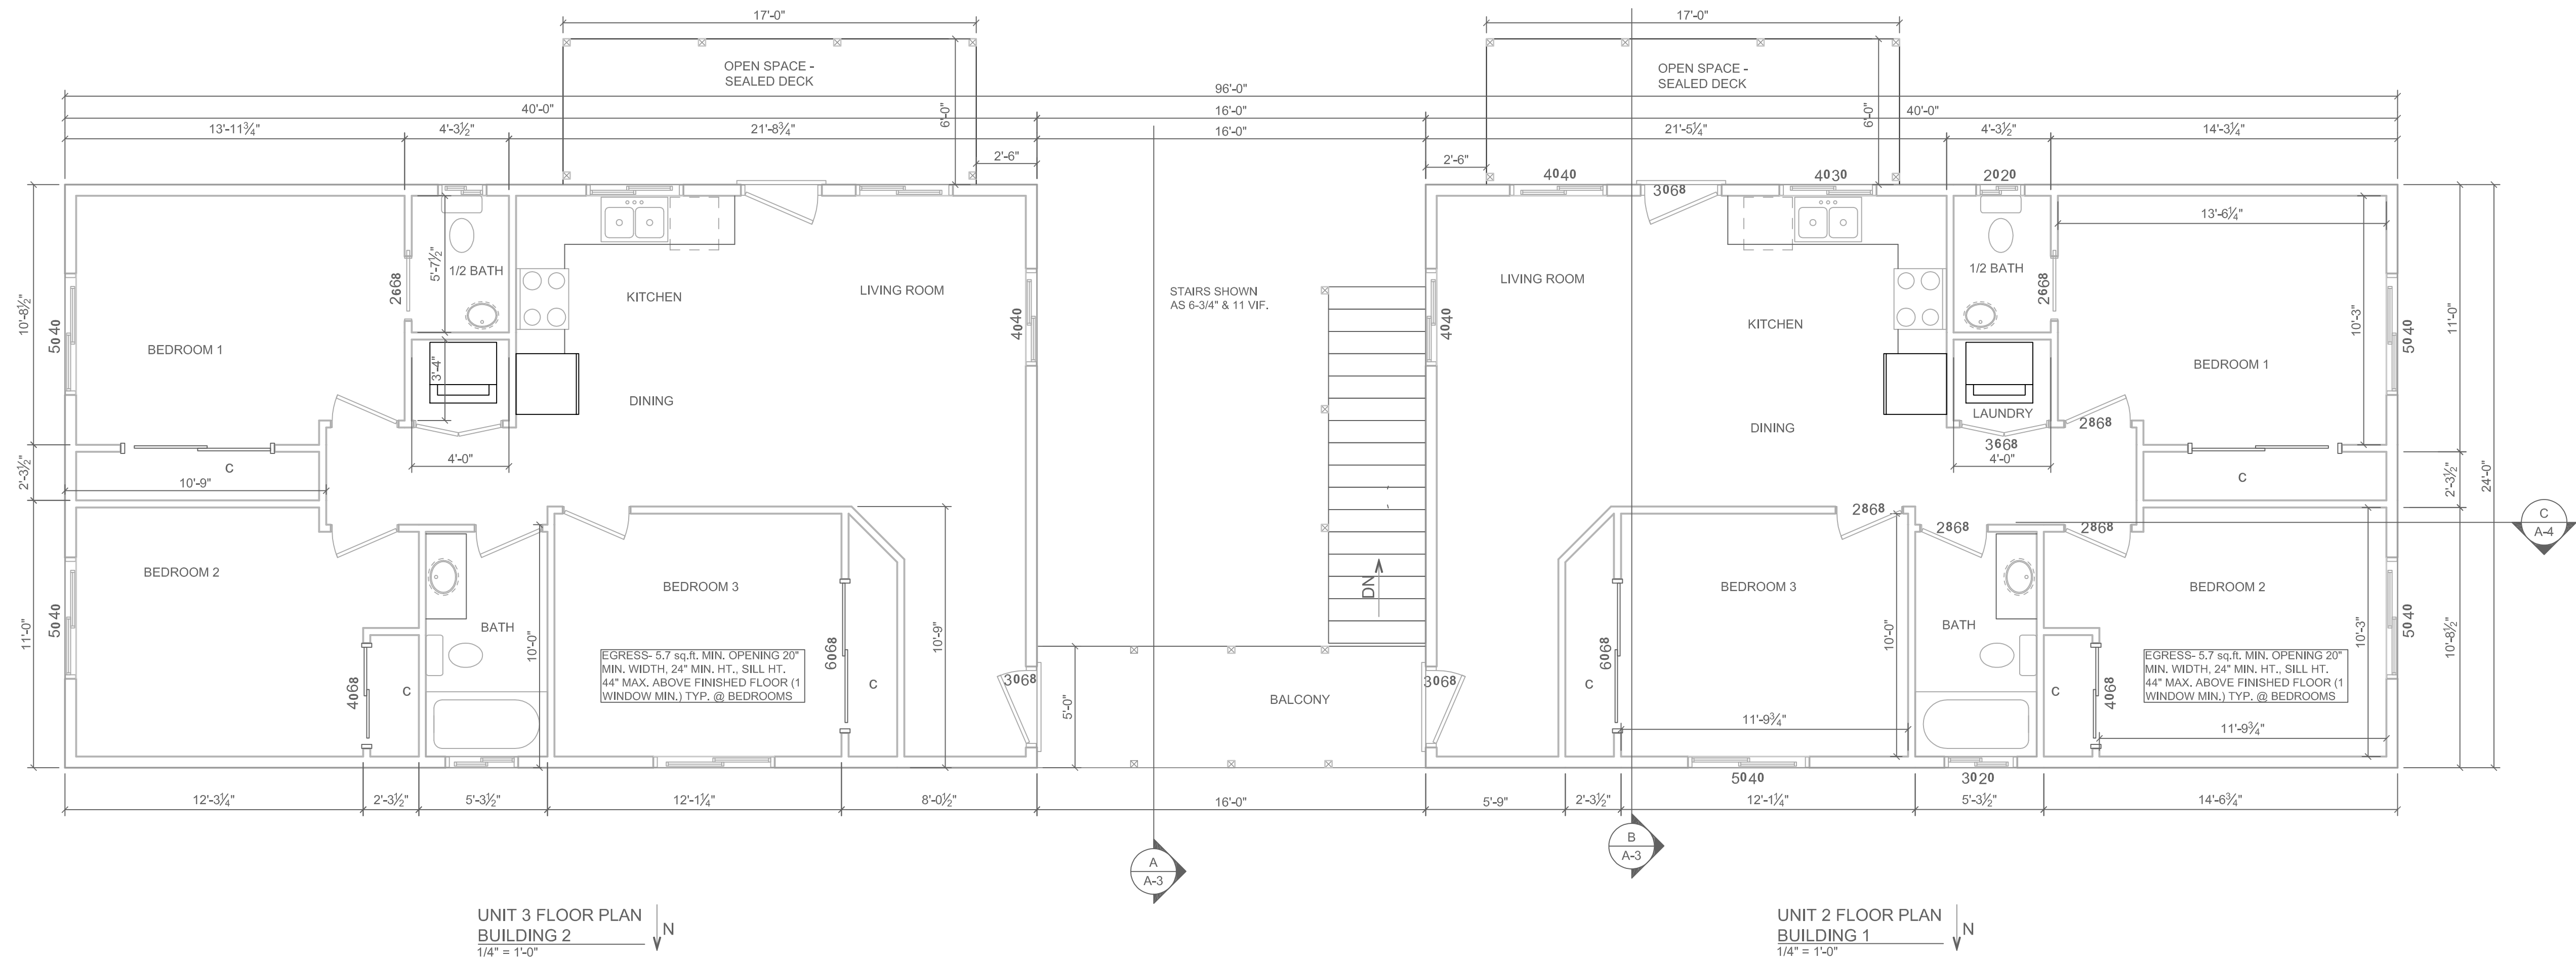 17'-0"
17'-0"
OPEN SPACE -
SEALED DECK
OPEN SPACE -
SEALED DECK
96'-0"
40'-0"
6'-0"
16'-0"
6'-0"
40'-0"
13'-11¾"
4'-3½"
21'-8¾"
16'-0"
21'-5¼"
4'-3½"
14'-3¼"
2'-6"
2'-6"
4040
3068
4030
2020
10'-8½"
5040
BEDROOM 1
2668
5'-7½"
1/2 BATH
3'-4"
KITCHEN
LIVING ROOM
4040
DINING
STAIRS SHOWN
AS 6-3/4" & 11 VIF.
4040
LIVING ROOM
KITCHEN
DINING
1/2 BATH
2668
13'-6¼"
10'-3"
5040
11'-0"
BEDROOM 1
LAUNDRY
3668
4'-0"
2868
2'-3½"
C
10'-9"
4'-0"
C
2'-3½"
24'-0"
2868
2868
2868
C
A-4
11'-0"
5040
BEDROOM 2
4068
C
BATH
10'-0"
BEDROOM 3
EGRESS- 5.7 sq.ft. MIN. OPENING 20"
MIN. WIDTH, 24" MIN. HT., SILL HT.
44" MAX. ABOVE FINISHED FLOOR (1
WINDOW MIN.) TYP. @ BEDROOMS
6068
C
10'-9"
3068
5'-0"
BALCONY
DN
3068
C
6068
BEDROOM 3
10'-0"
11'-9¾"
BATH
BEDROOM 2
C
4068
EGRESS- 5.7 sq.ft. MIN. OPENING 20"
MIN. WIDTH, 24" MIN. HT., SILL HT.
44" MAX. ABOVE FINISHED FLOOR (1
WINDOW MIN.) TYP. @ BEDROOMS
11'-9¾"
10'-3"
5040
10'-8½"
5040
3020
12'-3¼"
2'-3½"
5'-3½"
12'-1¼"
8'-0½"
16'-0"
5'-9"
2'-3½"
12'-1¼"
5'-3½"
14'-6¾"
A
A-3
B
A-3
UNIT 3 FLOOR PLAN
BUILDING 2
1/4" = 1'-0"
N
UNIT 2 FLOOR PLAN
BUILDING 1
1/4" = 1'-0"
N